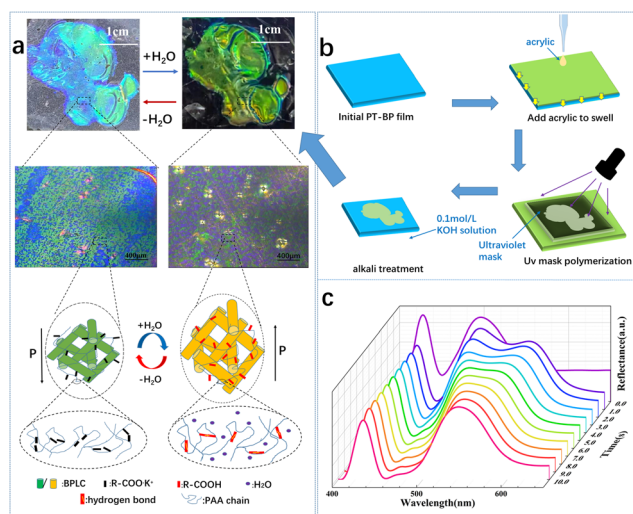 a
1cm
+H₂O
-H₂O
1cm
400μm
400μm
P
+H₂O
-H₂O
P
:BPLC
:R-COOK⁺
:R-COOH
:H₂O
:hydrogen bond
:PAA chain
b
Initial PT-BP film
acrylic
Add acrylic to swell
0.1mol/L
KOH solution
alkali treatment
Ultraviolet
mask
Uv mask polymerization
c
Reflectance(a.u.)
0.0
1.0
2.0
3.0
4.0
5.0
6.0
7.0
8.0
9.0
10.0
Time(s)
400
500
600
Wavelength(nm)